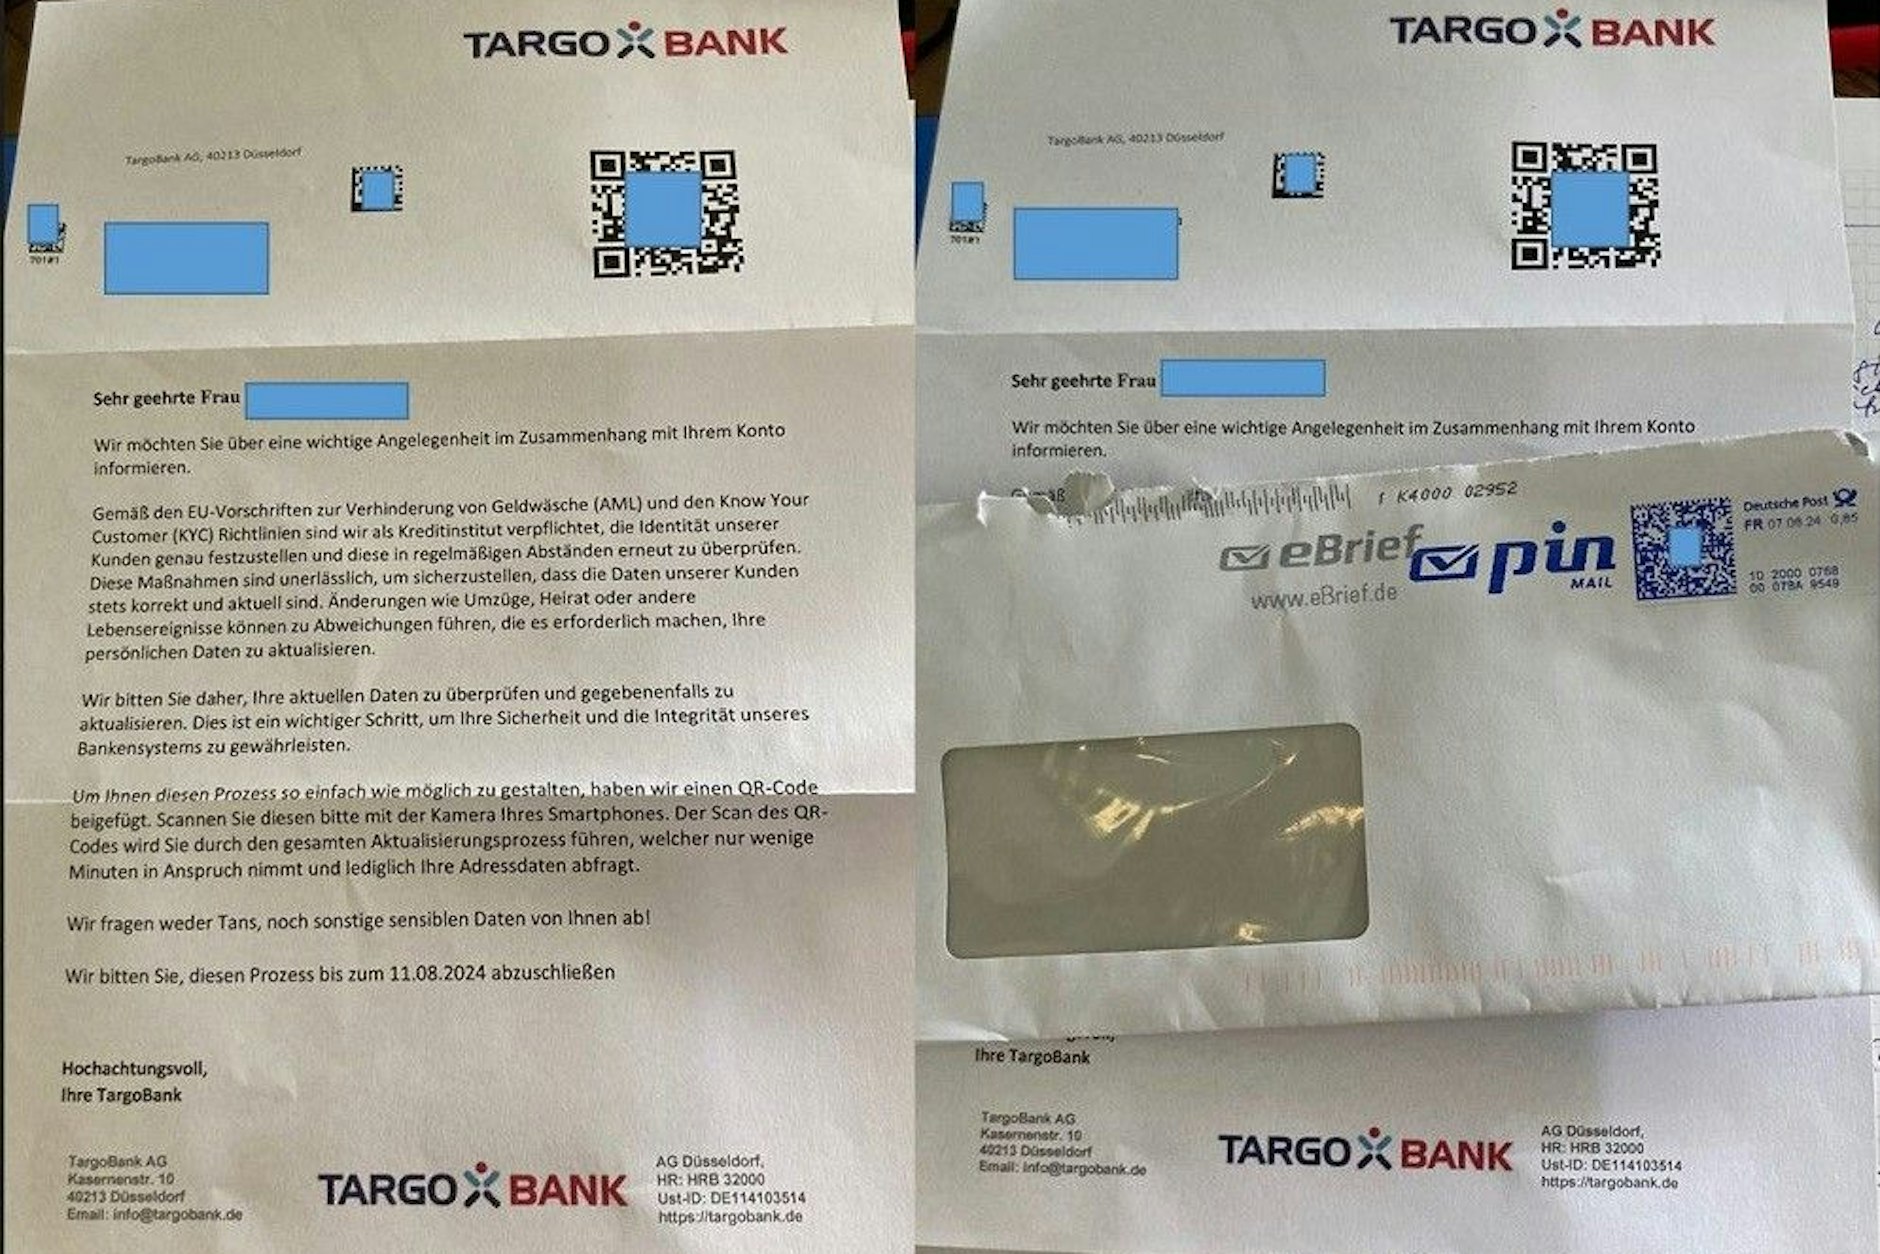 TARGO BANK
TargoBank AG, 40213 Düsseldorf
701#1
Sehr geehrte Frau
Wir möchten Sie über eine wichtige Angelegenheit im Zusammenhang mit Ihrem Konto
informieren.
Gemäß den EU-Vorschriften zur Verhinderung von Geldwäsche (AML) und den Know Your
Customer (KYC) Richtlinien sind wir als Kreditinstitut verpflichtet, die Identität unserer
Kunden genau festzustellen und diese in regelmäßigen Abständen erneut zu überprüfen.
Diese Maßnahmen sind unerlässlich, um sicherzustellen, dass die Daten unserer Kunden
stets korrekt und aktuell sind. Änderungen wie Umzüge, Heirat oder andere
Lebensereignisse können zu Abweichungen führen, die es erforderlich machen, Ihre
persönlichen Daten zu aktualisieren.
Wir bitten Sie daher, Ihre aktuellen Daten zu überprüfen und gegebenenfalls zu
aktualisieren. Dies ist ein wichtiger Schritt, um Ihre Sicherheit und die Integrität unseres
Bankensystems zu gewährleisten.
Um Ihnen diesen Prozess so einfach wie möglich zu gestalten, haben wir einen QR-Code
beigefügt. Scannen Sie diesen bitte mit der Kamera Ihres Smartphones. Der Scan des QR-
Codes wird Sie durch den gesamten Aktualisierungsprozess führen, welcher nur wenige
Minuten in Anspruch nimmt und lediglich Ihre Adressdaten abfragt.
Wir fragen weder Tans, noch sonstige sensiblen Daten von Ihnen ab!
Wir bitten Sie, diesen Prozess bis zum 11.08.2024 abzuschließen
Hochachtungsvoll,
Ihre TargoBank
TargoBank AG
Kasernenstr. 10
40213 Düsseldorf
Email: info@targobank.de
TARGO BANK
AG Düsseldorf,
HR: HRB 32000
Ust-ID: DE114103514
https://targobank.de
TARGO BANK
TargoBank AG, 40213 Düsseldorf
701#1
Sehr geehrte Frau
Wir möchten Sie über eine wichtige Angelegenheit im Zusammenhang mit Ihrem Konto
informieren.
Gemäß
K4000 02952
eBrief
www.eBrief.de
pin
MAIL
Deutsche Post
FR 07 06 24 0,85
10 2000 0768
00 078A 9549
Ihre TargoBank
TargoBank AG
Kasernenstr. 10
40213 Düsseldorf
Email: info@targobank.de
TARGO BANK
AG Düsseldorf,
HR: HRB 32000
Ust-ID: DE114103514
https://targobank.de